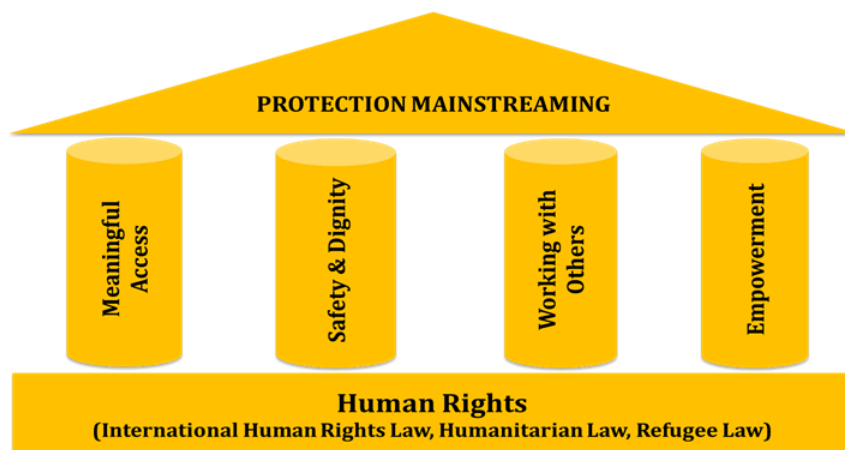 PROTECTION MAINSTREAMING
Meaningful
Access
Safety & Dignity
Working with
Others
Empowerment
Human Rights
(International Human Rights Law, Humanitarian Law, Refugee Law)